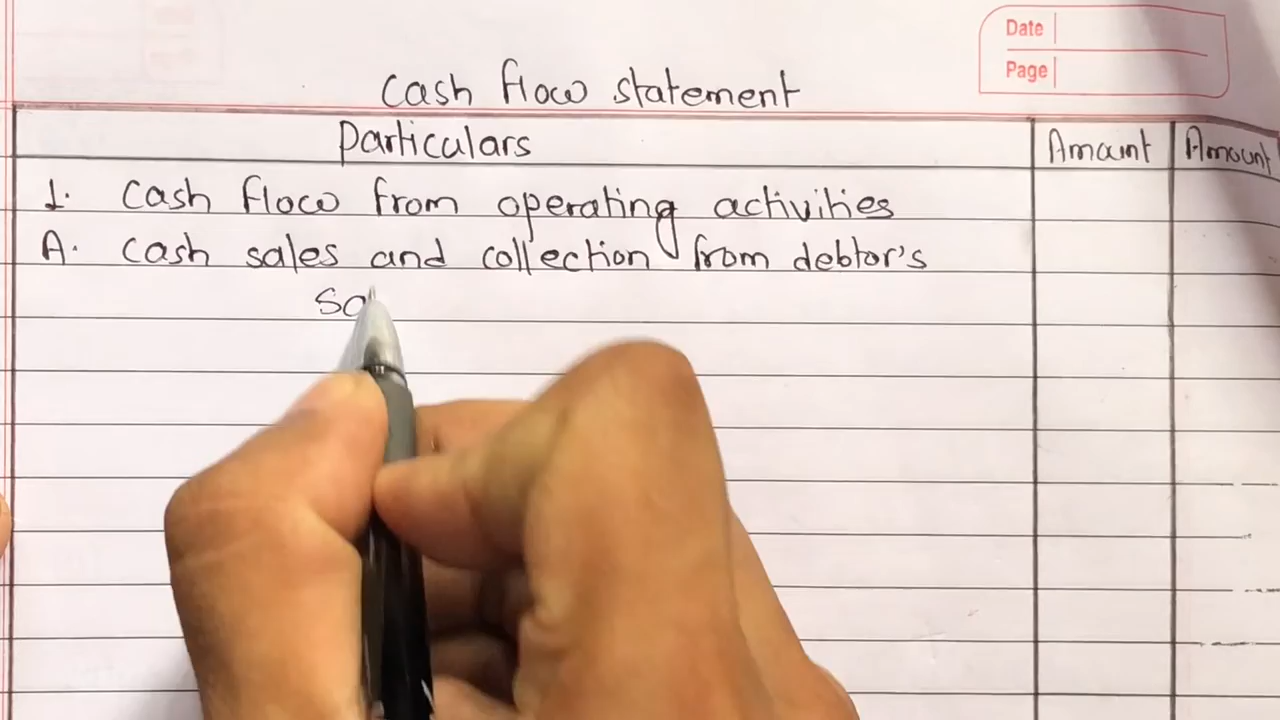 Date
Page
Cash flow statement
Particulars Amount Amount
1. Cash flow from operating activities
A. Cash sales and collection from debtor's
Sa